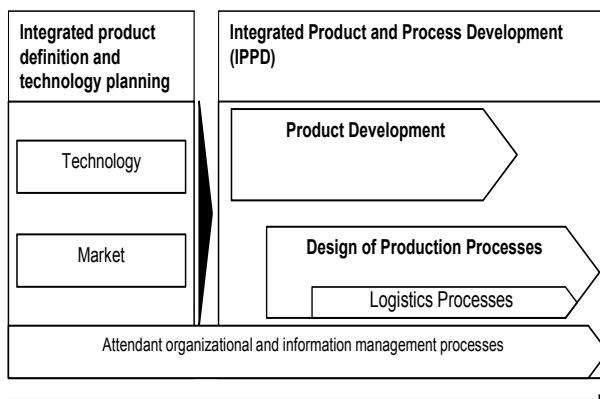 Integrated product
definition and
technology planning
Integrated Product and Process Development
(IPPD)
Technology
Market
Product Development
Design of Production Processes
Logistics Processes
Attendant organizational and information management processes